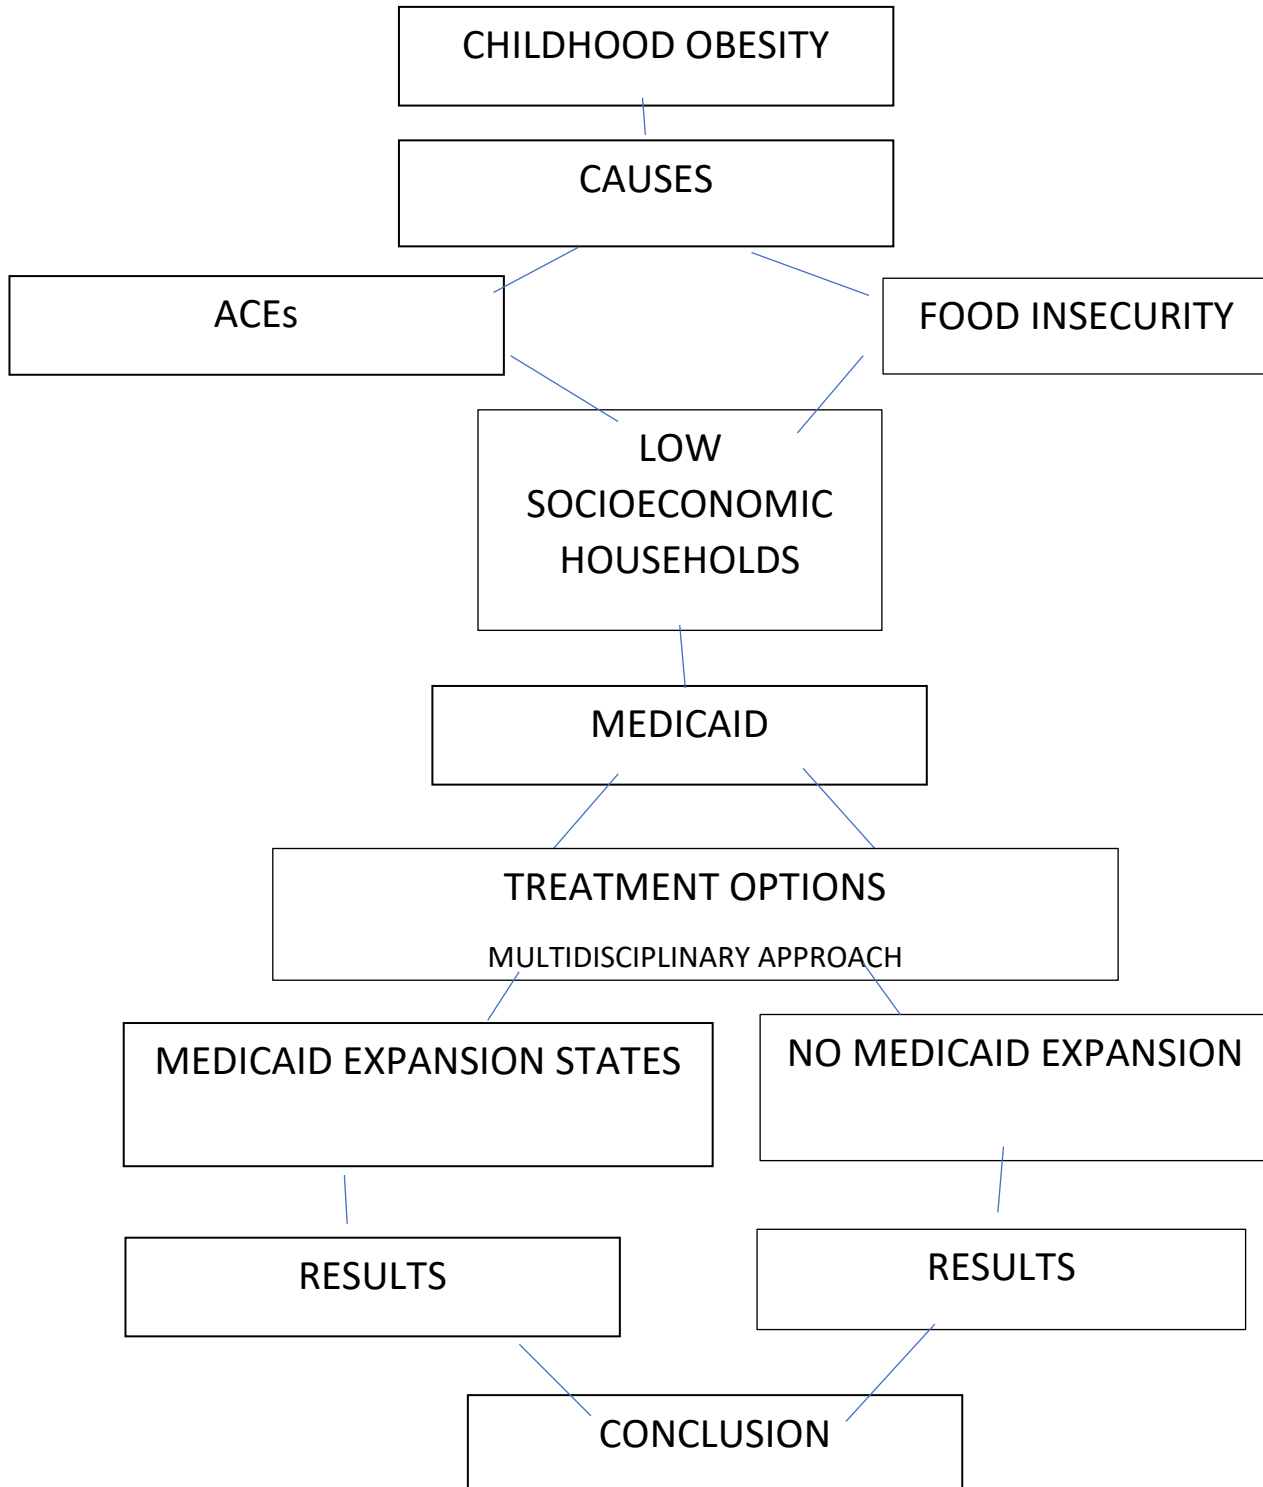 CHILDHOOD OBESITY
CAUSES
ACEs
FOOD INSECURITY
LOW
SOCIOECONOMIC
HOUSEHOLDS
MEDICAID
TREATMENT OPTIONS
MULTIDISCIPLINARY APPROACH
MEDICAID EXPANSION STATES
NO MEDICAID EXPANSION
RESULTS
RESULTS
CONCLUSION